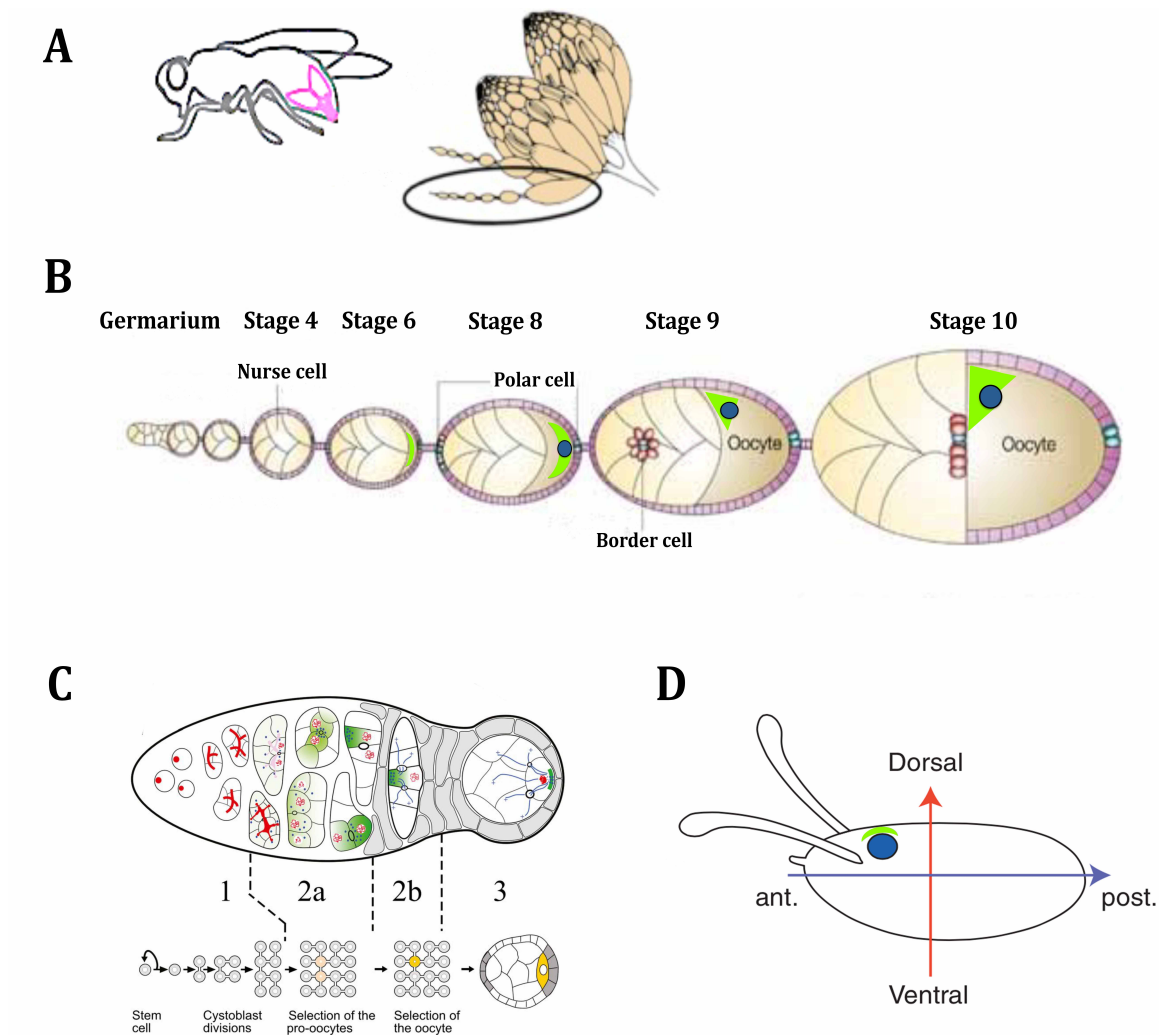 A
B
Germarium Stage 4 Stage 6 Stage 8 Stage 9 Stage 10
Nurse cell
Polar cell
Oocyte
Oocyte
Border cell
C
1 2a 2b 3
Stem
cell
Cystoblast
divisions
Selection of the
pro-oocytes
Selection of
the oocyte
D
Dorsal
ant.
post.
Ventral